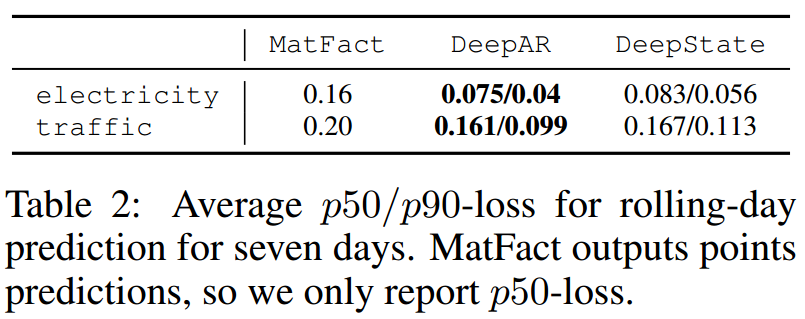 MatFact DeepAR DeepState
electricity 0.16 0.075/0.04 0.083/0.056
traffic 0.20 0.161/0.099 0.167/0.113
Table 2: Average p50/p90-loss for rolling-day
prediction for seven days. MatFact outputs points
predictions, so we only report p50-loss.